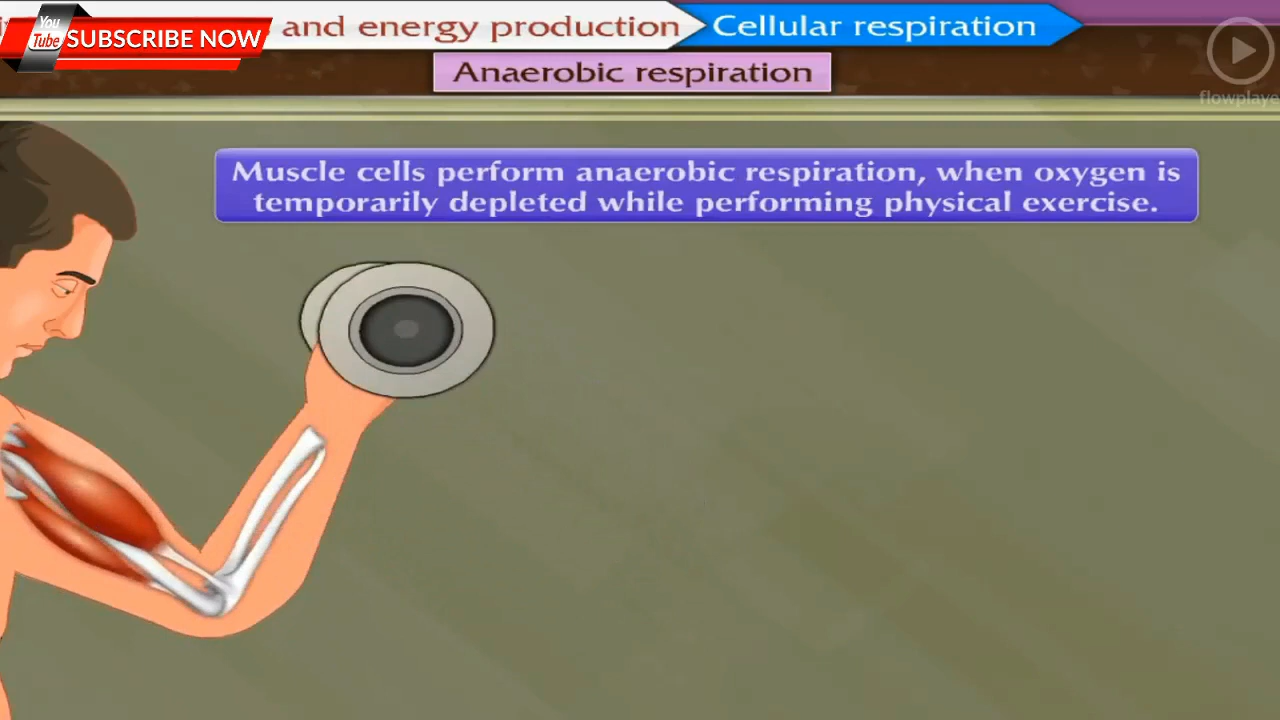 and energy production
Cellular respiration
You
Tube
SUBSCRIBE NOW
Anaerobic respiration
flowplaye
Muscle cells perform anaerobic respiration, when oxygen is
temporarily depleted while performing physical exercise.